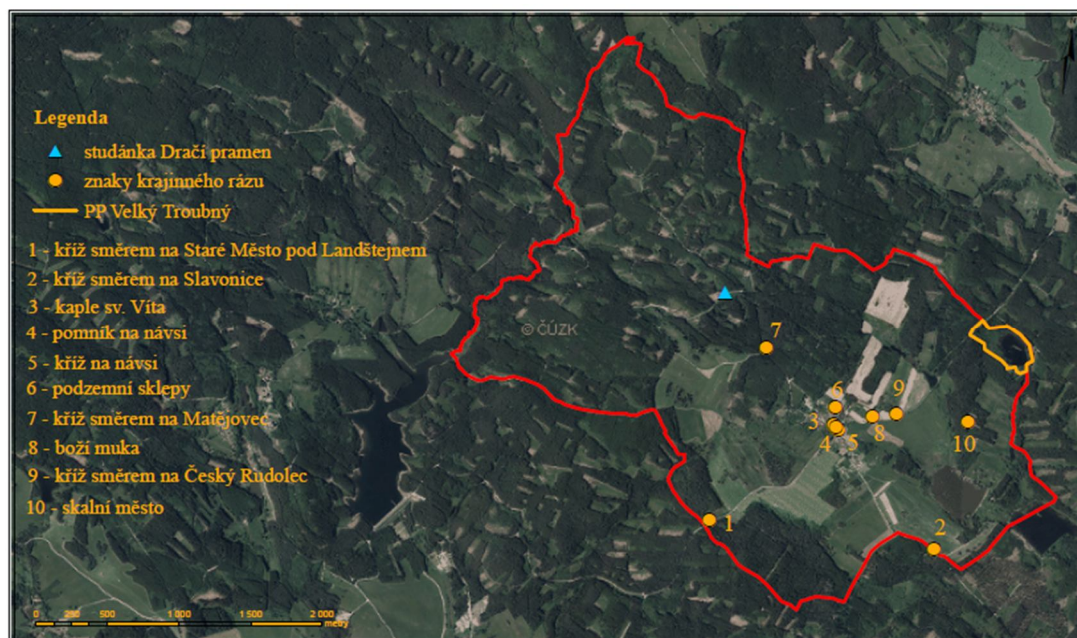 Legenda
studánka Dračí pramen
znaky krajinného rázu
PP Velký Troubný
1 - kříž směrem na Staré Město pod Landštejnem
2 - kříž směrem na Slavonice
3 - kaple sv. Víta
4 - pomník na návsi
5 - kříž na návsi
6 - podzemní sklepy
7 - kříž směrem na Matějovec
8 - boží muka
9 - kříž směrem na Český Rudolec
10 - skalní město
© ČÚZK
7
6
9
3
8
4
5
10
1
2
0 250 500 1 000 1 500 2 000
metry